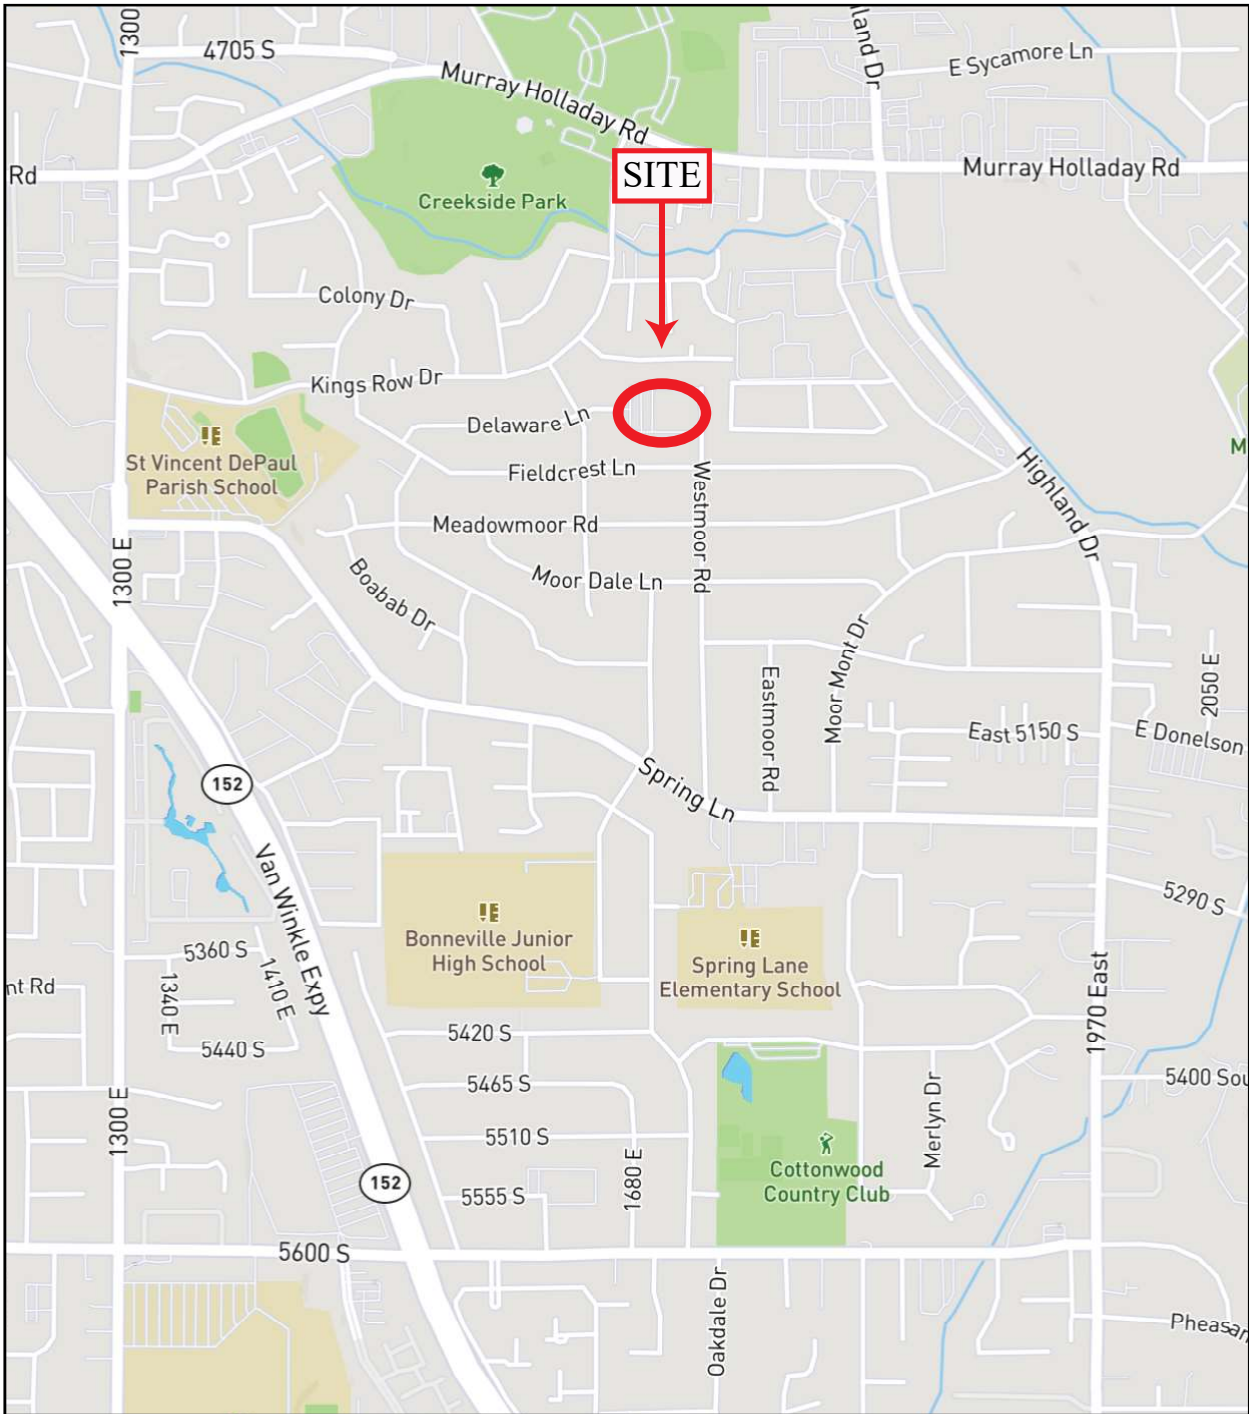 1300
4705 S
land Dr
E Sycamore Ln
Murray Holladay Rd
Rd
SITE
Murray Holladay Rd
Creekside Park
Colony Dr
Kings Row Dr
Delaware Ln
M
St Vincent DePaul
Parish School
Fieldcrest Ln
Westmoor Rd
Highland Dr
Meadowmoor Rd
1300 E
Boabab Dr
Moor Dale Ln
Moor Mont Dr
Eastmoor Rd
2050 E
East 5150 S
E Donelson
152
Spring Ln
Van Winkle Expy
5290 S
Bonneville Junior
High School
Spring Lane
Elementary School
5360 S
1340 E
1410 E
nt Rd
1970 East
5420 S
5440 S
5465 S
5400 Sou
1300 E
Merlyn Dr
5510 S
1680 E
Cottonwood
Country Club
152
5555 S
5600 S
Oakdale Dr
Pheasan